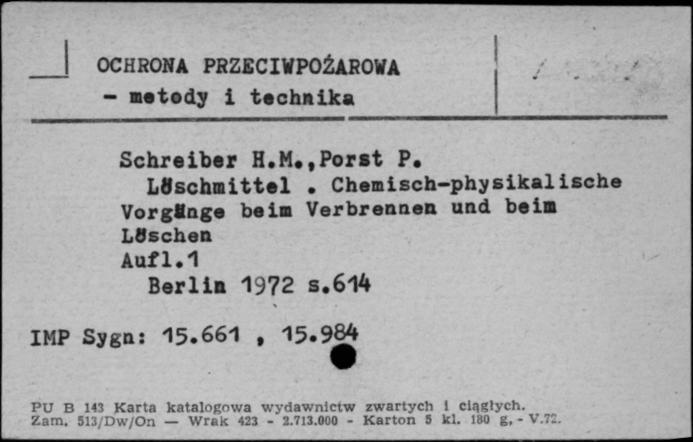 OCHRONA PRZECIWPOŻAROWA
- metody i technika
Schreiber H.M.,Porst P.
Löschmittel . Chemisch-physikalische
Vorgänge beim Verbrennen und beim
Löschen
Aufl.1
Berlin 1972 s.614
IMP Sygn: 15.661 , 15.984
PU B 143 Karta katalogowa wydawnictw zwartych i ciągłych.
Zam. 513/Dw/On — Wrak 423 - 2.713.000 - Karton 5 kl. 180 g, - V.72.